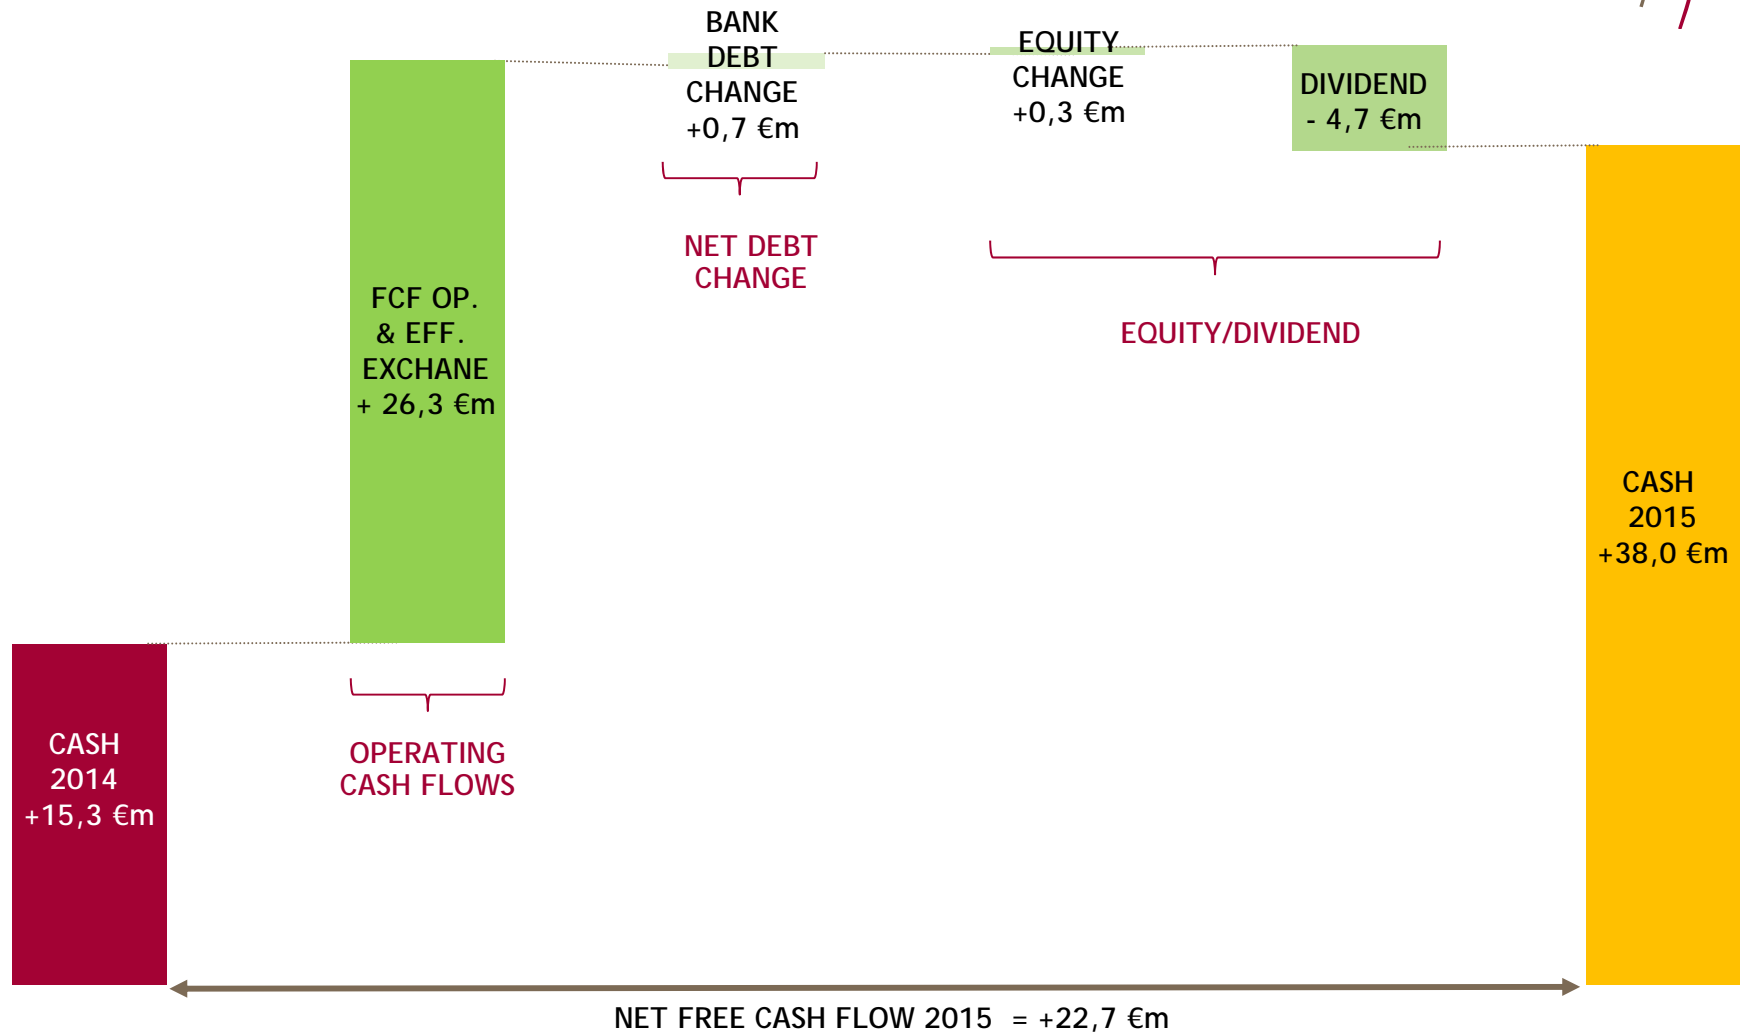 BANK
DEBT
CHANGE
+0,7 €m
EQUITY
CHANGE
+0,3 €m
DIVIDEND
- 4,7 €m
NET DEBT
CHANGE
EQUITY/DIVIDEND
FCF OP.
& EFF.
EXCHANE
+ 26,3 €m
CASH
2015
+38,0 €m
CASH
2014
+15,3 €m
OPERATING
CASH FLOWS
NET FREE CASH FLOW 2015 = +22,7 €m